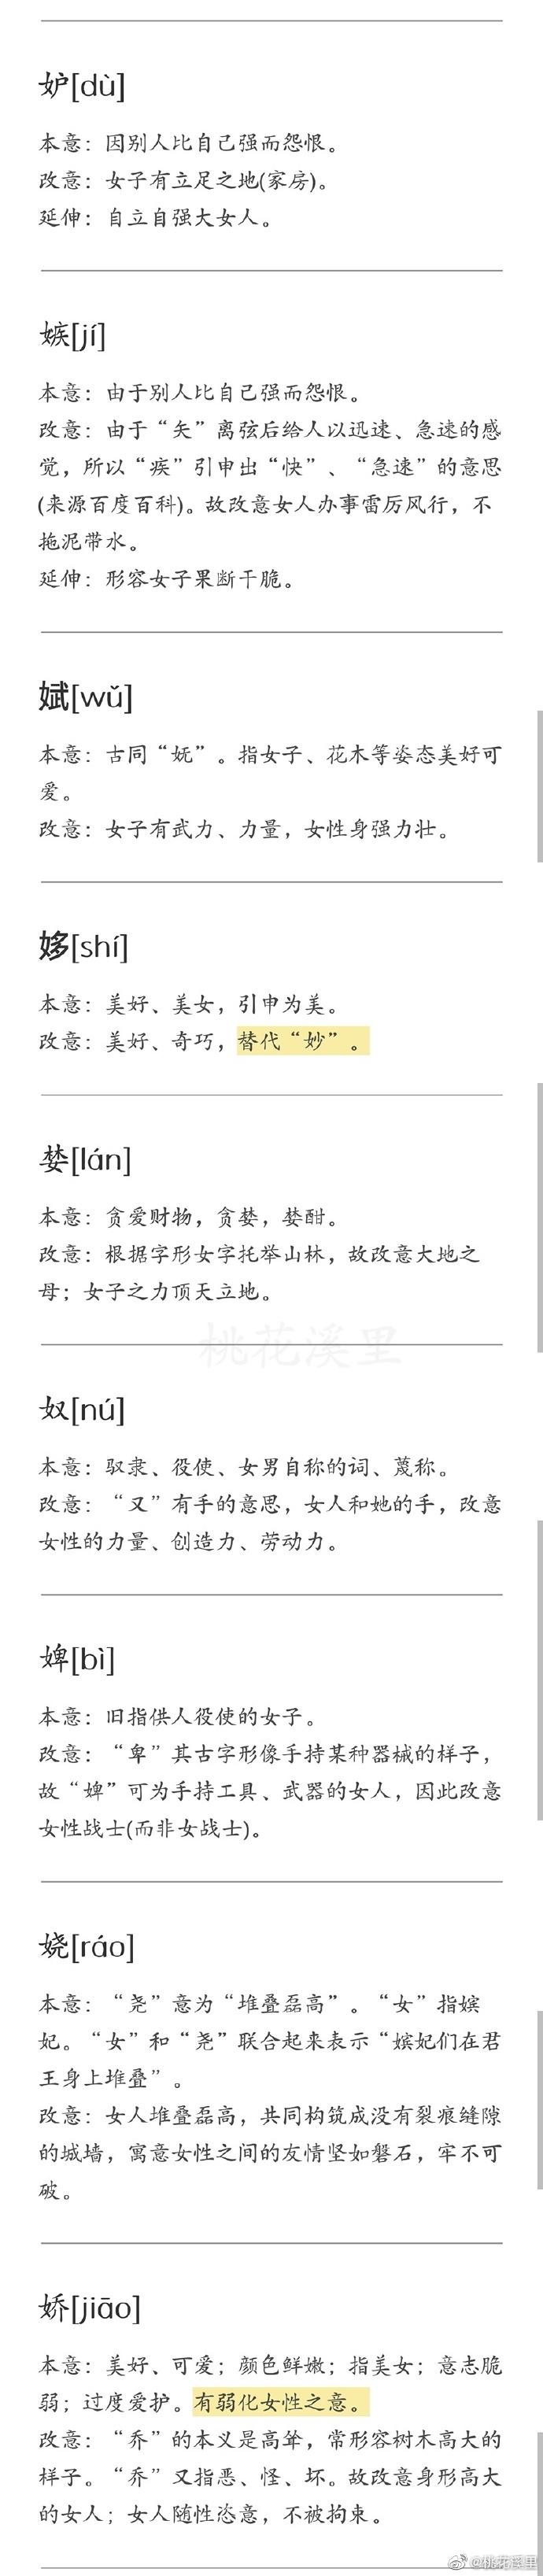 妒[dù]
本意：因别人比自己强而怨恨。
改意：女子有立足之地(家房)。
延伸：自立自强大女人。
嫉[jí]
本意：由于别人比自己强而怨恨。
改意：由于“矢”离弦后给人以迅速、急速的感
觉，所以“疾”引申出“快”、“急速”的意思
(来源百度百科)。故改意女人办事雷厉风行，不
拖泥带水。
延伸：形容女子果断干脆。
娬[wǔ]
本意：古同“妩”。指女子、花木等姿态美好可
爱。
改意：女子有武力、力量，女性身强力壮。
姼[shí]
本意：美好、美女，引申为美。
改意：美好、奇巧，替代“妙”。
婪[lán]
本意：贪爱财物，贪婪，婪酣。
改意：根据字形女字托举山林，故改意大地之
母；女子之力顶天立地。
桃花溪里
奴[nú]
本意：驭隶、役使、女男自称的词、蔑称。
改意：“又”有手的意思，女人和她的手，改意
女性的力量、创造力、劳动力。
婢[bì]
本意：旧指供人役使的女子。
改意：“卑”其古字形像手持某种器械的样子，
故“婢”可为手持工具、武器的女人，因此改意
女性战士(而非女战士)。
娆[ráo]
本意：“尧”意为“堆叠磊高”。“女”指嫔
妃。“女”和“尧”联合起来表示“嫔妃们在君
王身上堆叠”。
改意：女人堆叠磊高，共同构筑成没有裂痕缝隙
的城墙，寓意女性之间的友情坚如磐石，牢不可
破。
娇[jiāo]
本意：美好、可爱；颜色鲜嫩；指美女；意志脆
弱；过度爱护。有弱化女性之意。
改意：“乔”的本义是高耸，常形容树木高大的
样子。“乔”又指恶、怪、坏。故改意身形高大
的女人；女人随性恣意，不被拘束。
@桃花溪里